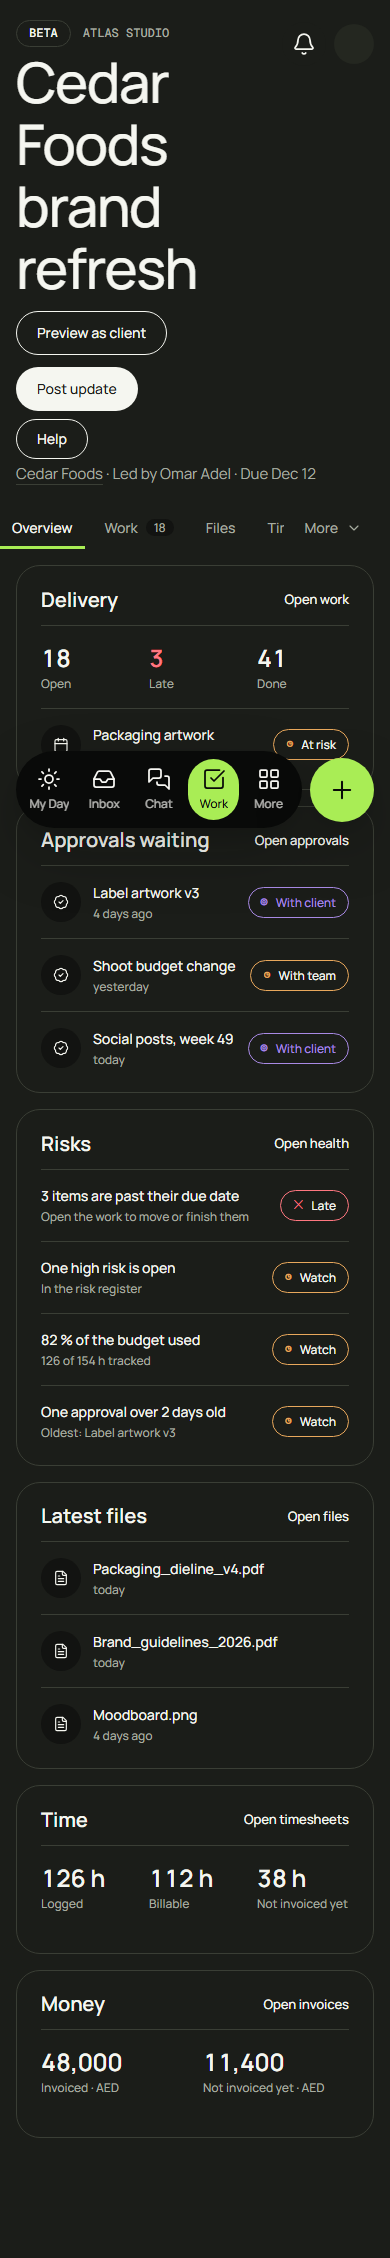 BETA ATLAS STUDIO
Cedar
Foods
brand
refresh
Preview as client
Post update
Help
Cedar Foods · Led by Omar Adel · Due Dec 12
Overview Work 18 Files Tir More
Delivery Open work
18 3 41
Open Late Done
Packaging artwork At risk
My Day Inbox Chat Work More
Approvals waiting Open approvals
Label artwork v3 With client
4 days ago
Shoot budget change With team
yesterday
Social posts, week 49 With client
today
Risks Open health
3 items are past their due date Late
Open the work to move or finish them
One high risk is open Watch
In the risk register
82 % of the budget used Watch
126 of 154 h tracked
One approval over 2 days old Watch
Oldest: Label artwork v3
Latest files Open files
Packaging_dieline_v4.pdf
today
Brand_guidelines_2026.pdf
today
Moodboard.png
4 days ago
Time Open timesheets
126 h 112 h 38 h
Logged Billable Not invoiced yet
Money Open invoices
48,000 11,400
Invoiced · AED Not invoiced yet · AED